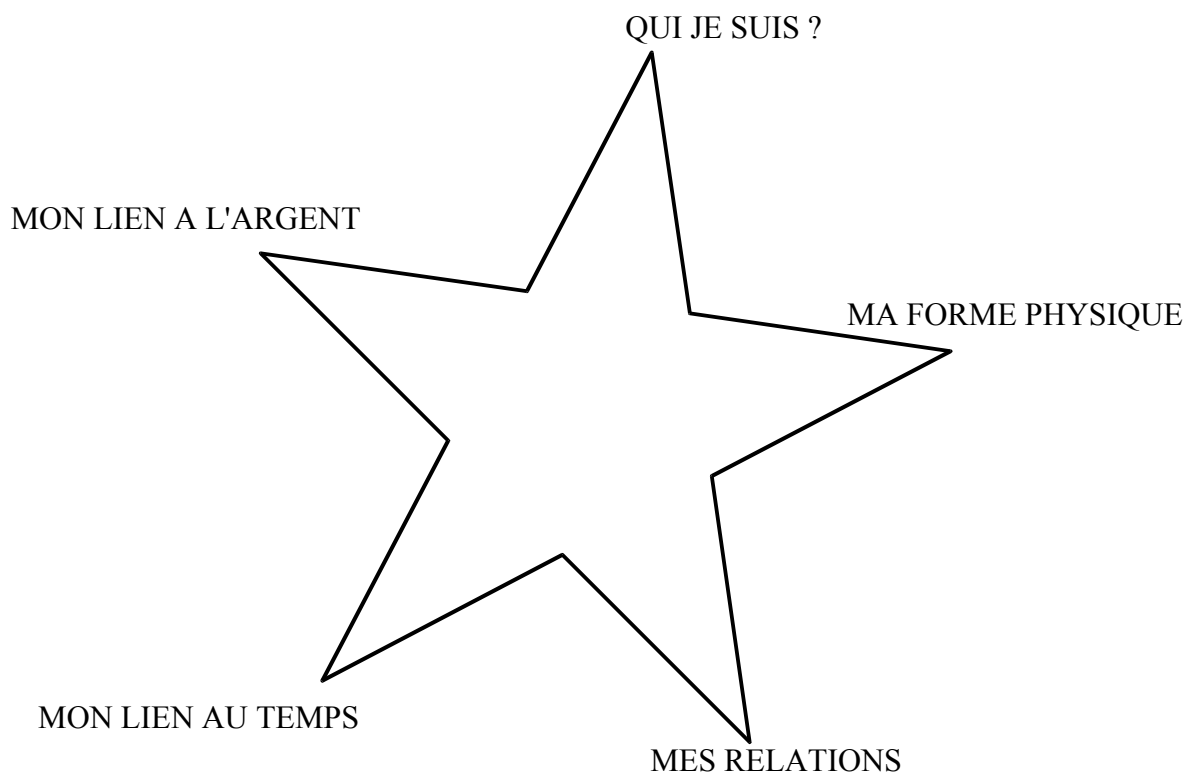 QUI JE SUIS ?
MON LIEN A L'ARGENT
MA FORME PHYSIQUE
MON LIEN AU TEMPS
MES RELATIONS